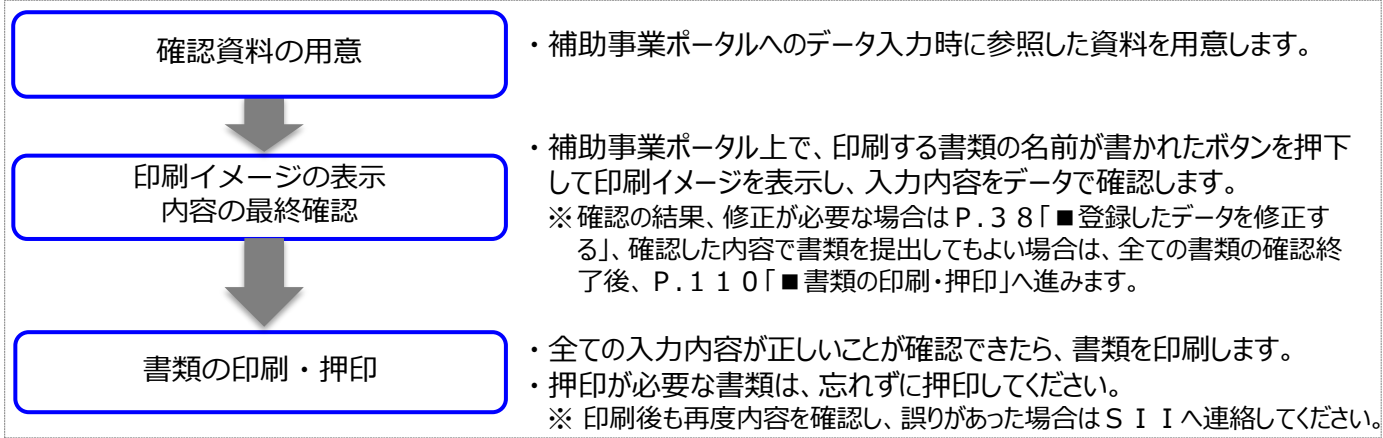 確認資料の用意
・補助事業ポータルへのデータ入力時に参照した資料を用意します。
印刷イメージの表示
内容の最終確認
・補助事業ポータル上で、印刷する書類の名前が書かれたボタンを押下
して印刷イメージを表示し、入力内容をデータで確認します。
※確認の結果、修正が必要な場合はP.38「■登録したデータを修正す
る」、確認した内容で書類を提出してもよい場合は、全ての書類の確認終
了後、P.110「■書類の印刷・押印」へ進みます。
書類の印刷・押印
・全ての入力内容が正しいことが確認できたら、書類を印刷します。
・押印が必要な書類は、忘れずに押印してください。
※ 印刷後も再度内容を確認し、誤りがあった場合はSIIへ連絡してください。